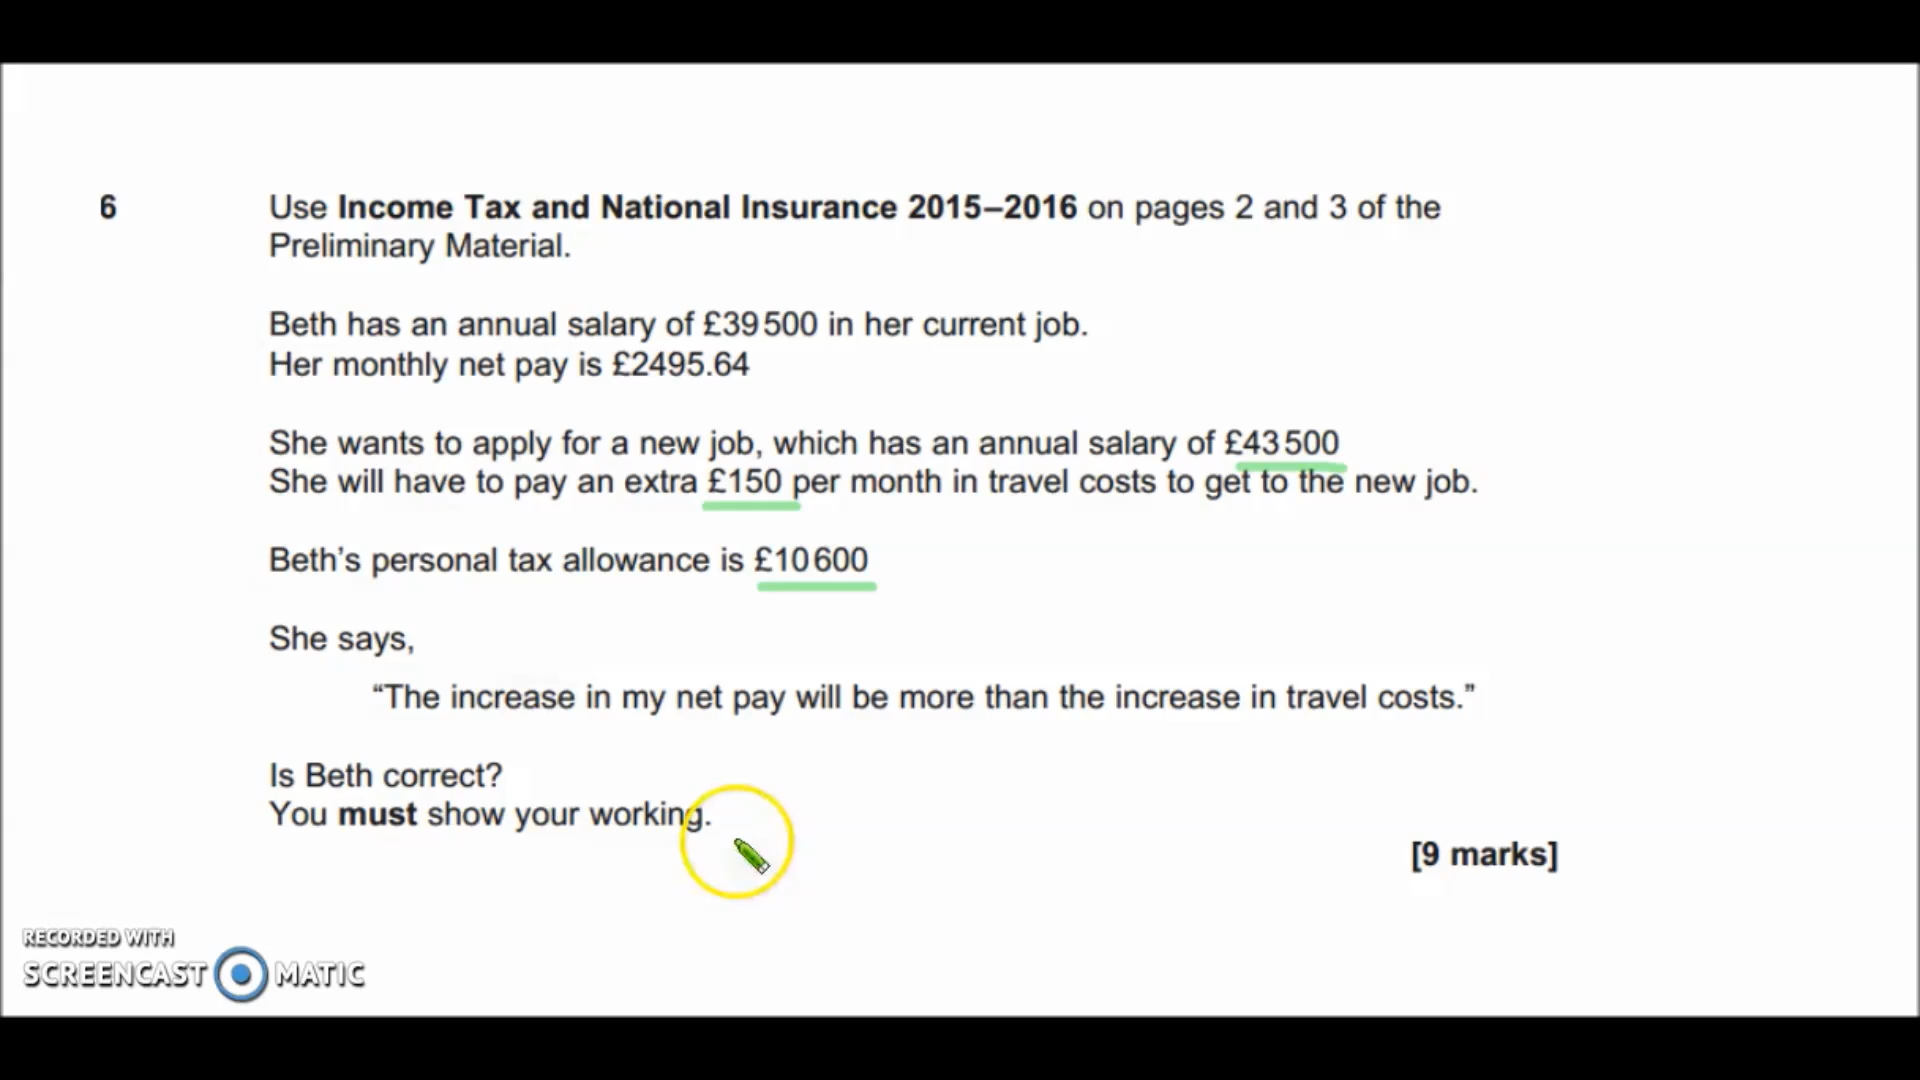 6
Use Income Tax and National Insurance 2015–2016 on pages 2 and 3 of the
Preliminary Material.
Beth has an annual salary of £39 500 in her current job.
Her monthly net pay is £2495.64
She wants to apply for a new job, which has an annual salary of £43 500
She will have to pay an extra £150 per month in travel costs to get to the new job.
Beth’s personal tax allowance is £10 600
She says,
“The increase in my net pay will be more than the increase in travel costs.”
Is Beth correct?
You must show your working.
[9 marks]
RECORDED WITH
SCREENCAST MATIC